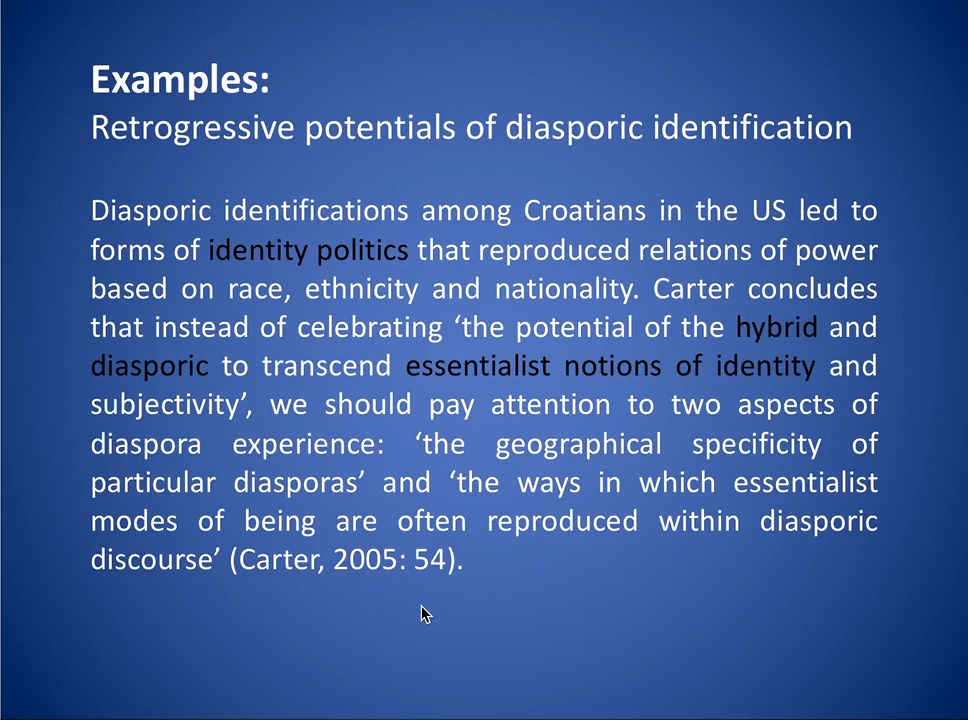 Examples:
Retrogressive potentials of diasporic identification
Diasporic identifications among Croatians in the US led to
forms of identity politics that reproduced relations of power
based on race, ethnicity and nationality. Carter concludes
that instead of celebrating ‘the potential of the hybrid and
diasporic to transcend essentialist notions of identity and
subjectivity’, we should pay attention to two aspects of
diaspora experience: ‘the geographical specificity of
particular diasporas’ and ‘the ways in which essentialist
modes of being are often reproduced within diasporic
discourse’ (Carter, 2005: 54).